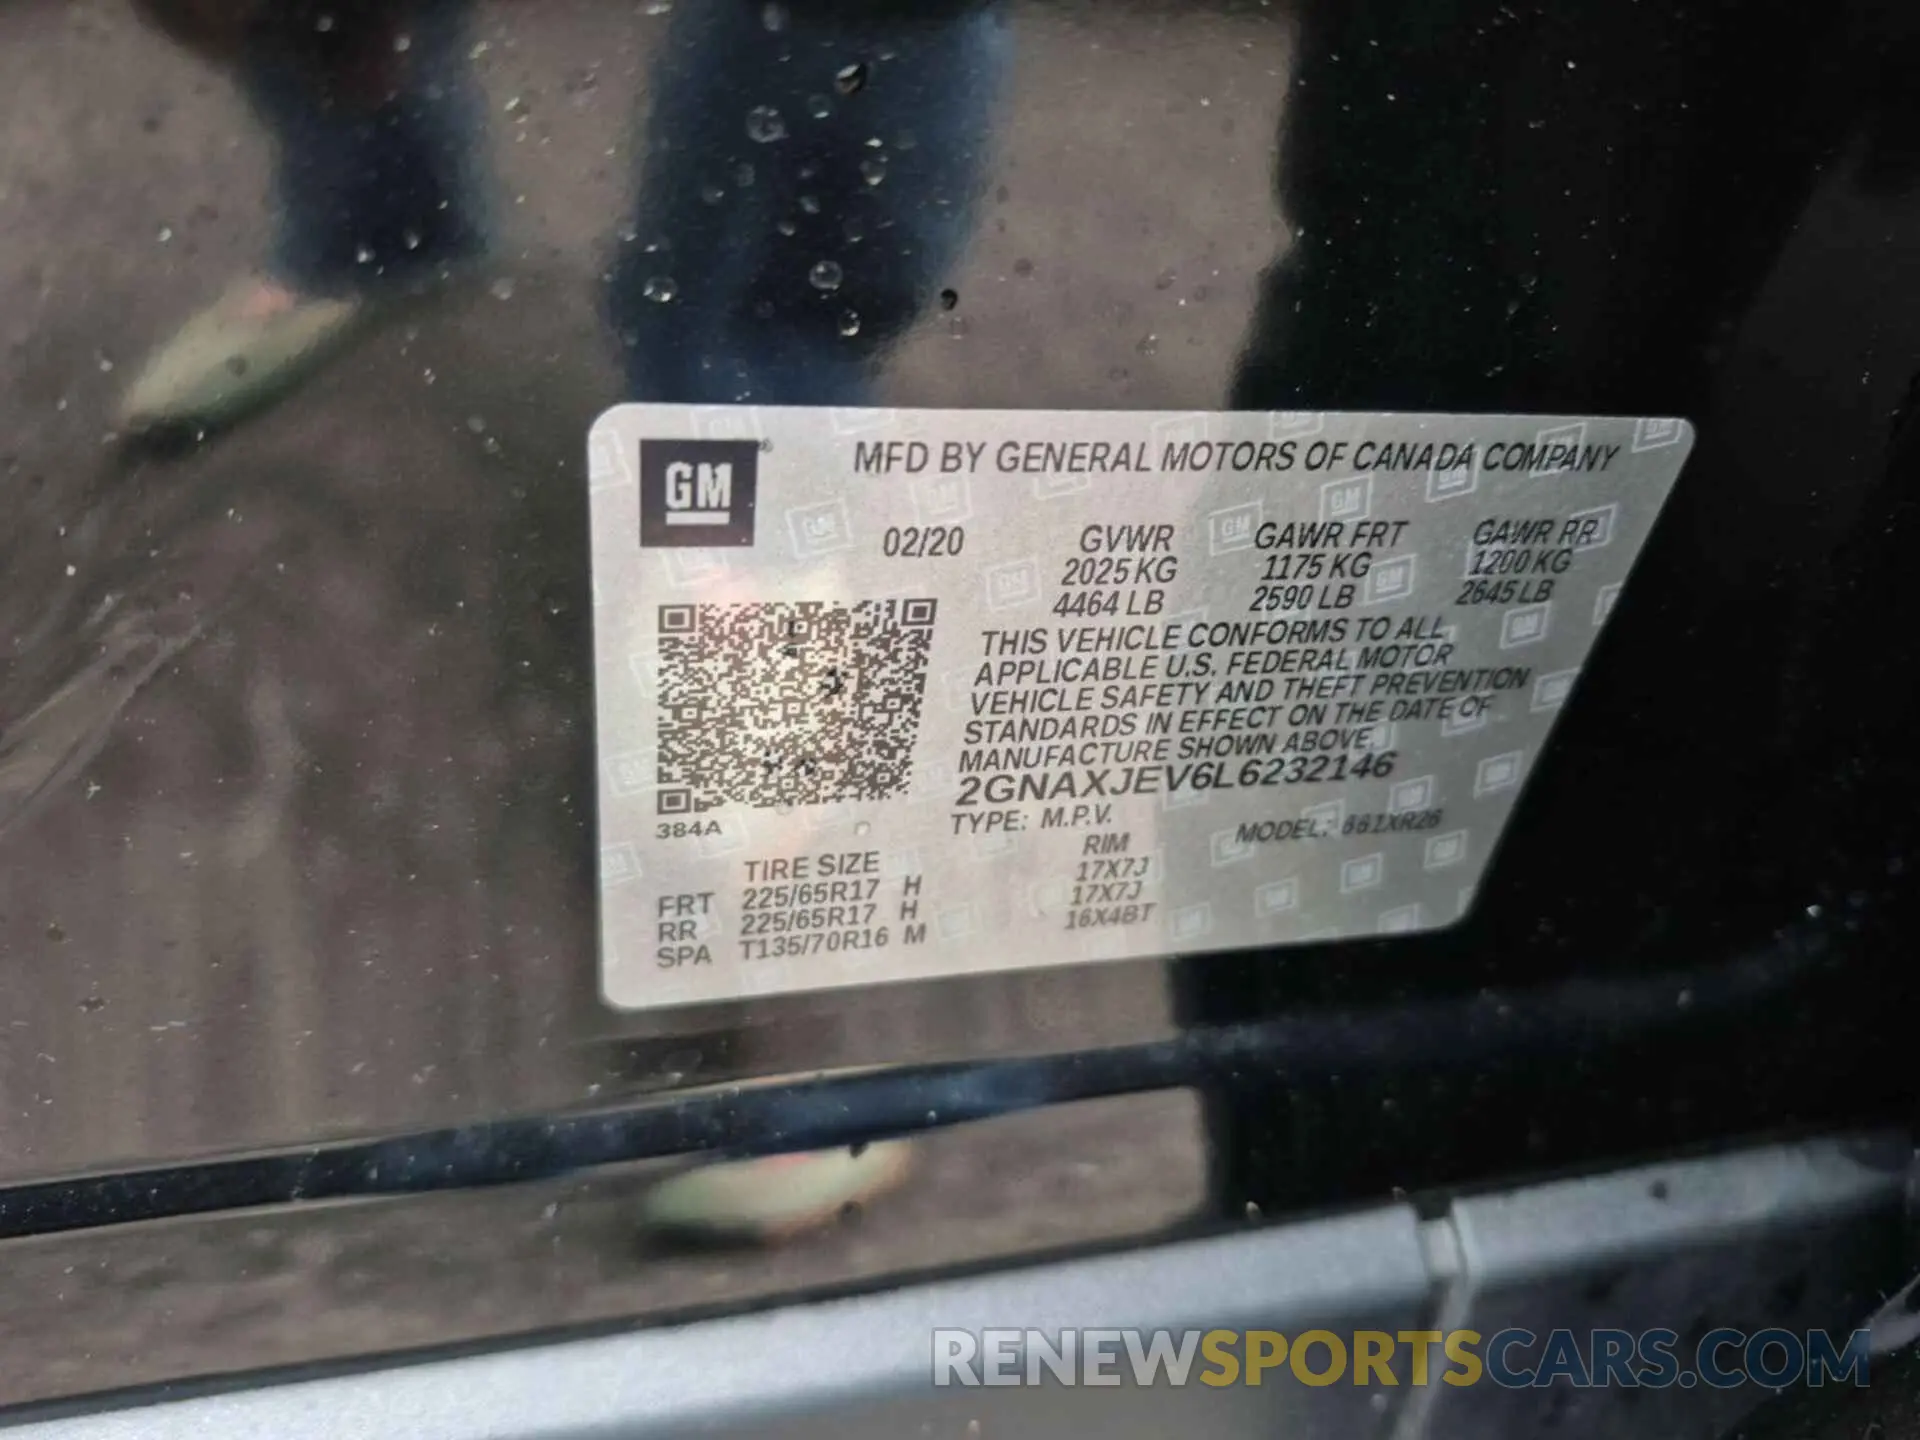 GM
MFD BY GENERAL MOTORS OF CANADA COMPANY
02/20 GVWR GAWR FRT GAWR RR
2025 KG 1175 KG 1200 KG
4464 LB 2590 LB 2645 LB
THIS VEHICLE CONFORMS TO ALL
APPLICABLE U.S. FEDERAL MOTOR
VEHICLE SAFETY AND THEFT PREVENTION
STANDARDS IN EFFECT ON THE DATE OF
MANUFACTURE SHOWN ABOVE.
2GNAXJEV6L6232146
384A
TYPE: M.P.V. MODEL: 661XR26
TIRE SIZE RIM
FRT 225/65R17 H 17X7J
RR 225/65R17 H 17X7J
SPA T135/70R16 M 16X4BT
RENEWSPORTSCARS.COM